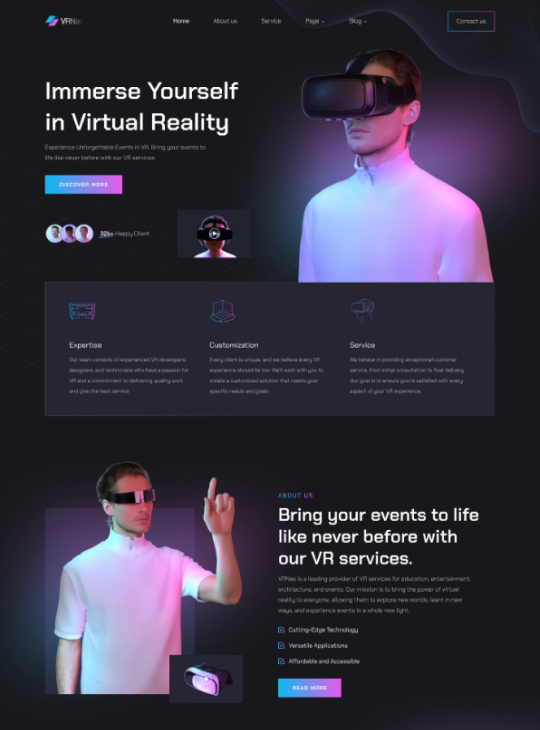 VRNas
Home
About us
Service
Page
Blog
Contact us
Immerse Yourself
in Virtual Reality
Experience Unforgettable Events in VR. Bring your events to
life like never before with our VR services.
DISCOVER MORE
Happy Client
Expertise
Our team consists of experienced VR developers,
designers, and technicians who have a passion for
VR and a commitment to delivering quality work
and give the best service
Customization
Every client is unique, and we believe every VR
experience should be too. We'll work with you to
create a customized solution that meets your
specific needs and goals
Service
We believe in providing exceptional customer
service, from initial consultation to final delivery.
Our goal is to ensure you're satisfied with every
aspect of your VR experience.
ABOUT US
Bring your events to life
like never before with
our VR services.
VRNas is a leading provider of VR services for education, entertainment,
architecture, and events. Our mission is to bring the power of virtual
reality to everyone, allowing them to explore new worlds, learn in new
ways, and experience events in a whole new light.
Cutting-Edge Technology
Versatile Applications
Affordable and Accessible
READ MORE